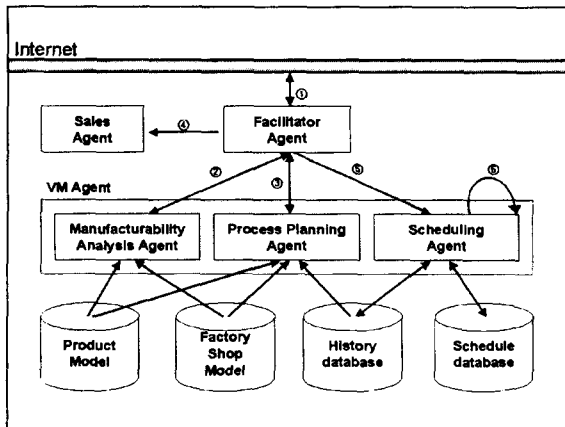 Internet
①
Sales
Agent
④
Facilitator
Agent
②
③
⑤
⑥
VM Agent
Manufacturability
Analysis Agent
Process Planning
Agent
Scheduling
Agent
Product
Model
Factory
Shop
Model
History
database
Schedule
database